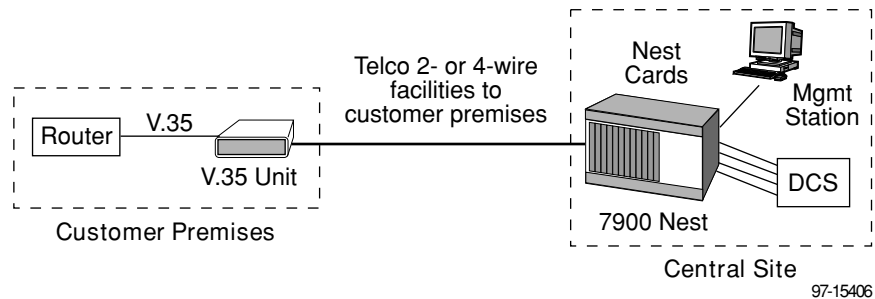 Router
V.35
V.35 Unit
Customer Premises
Telco 2- or 4-wire
facilities to
customer premises
Nest
Cards
Mgmt
Station
DCS
7900 Nest
Central Site
97-15406